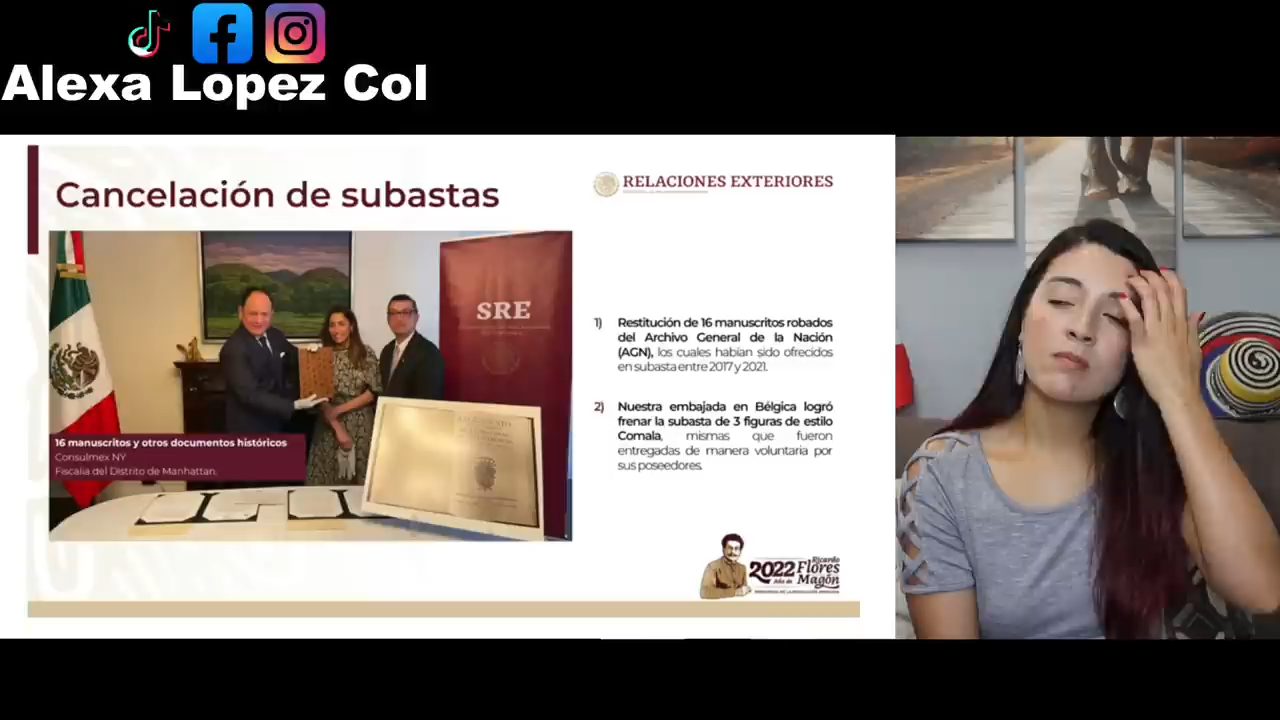 Alexa Lopez Col
Cancelación de subastas
RELACIONES EXTERIORES
SRE
16 manuscritos y otros documentos históricos
Consulmex NY
Fiscalía del Distrito de Manhattan.
1) Restitución de 16 manuscritos robados
del Archivo General de la Nación
(AGN), los cuales habían sido ofrecidos
en subasta entre 2017 y 2021.
2) Nuestra embajada en Bélgica logró
frenar la subasta de 3 figuras de estilo
Comala, mismas que fueron
entregadas de manera voluntaria por
sus poseedores.
2022 Año de
Ricardo
Flores
Magón